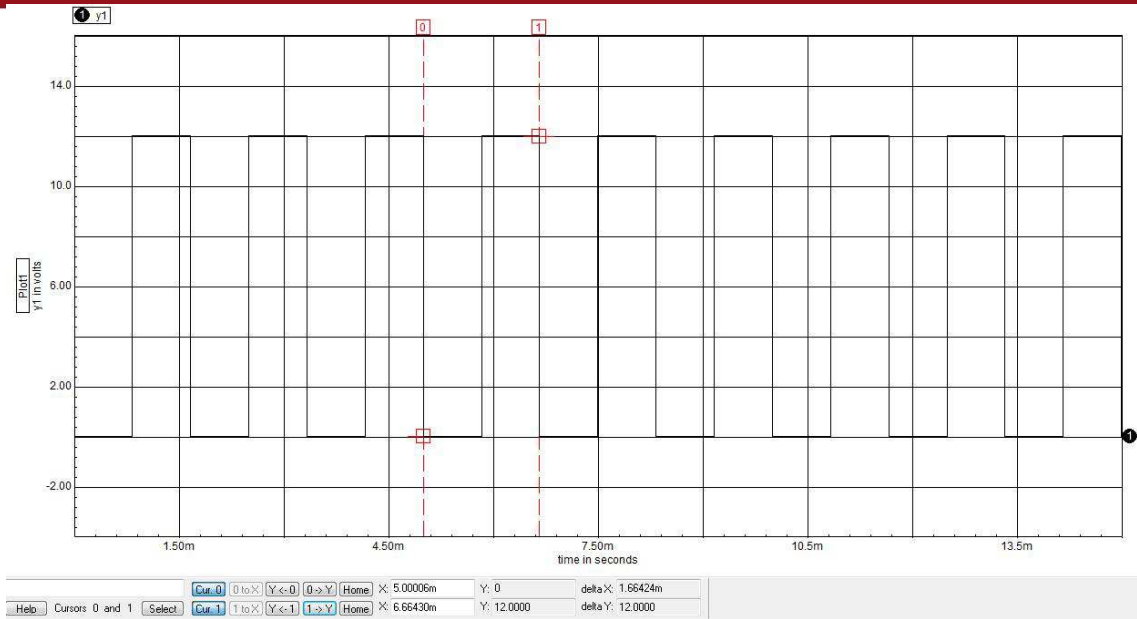 1 y1
0 1
14.0
10.0
6.00
2.00
-2.00
Plot1
y1 in volts
1
1.50m 4.50m 7.50m 10.5m 13.5m
time in seconds
Cur. 0 0 to X Y <- 0 0 -> Y Home X: 5.00006m Y: 0 delta X: 1.66424m
Help Cursors 0 and 1 Select Cur. 1 1 to X Y <- 1 1 -> Y Home X: 6.66430m Y: 12.0000 delta Y: 12.0000